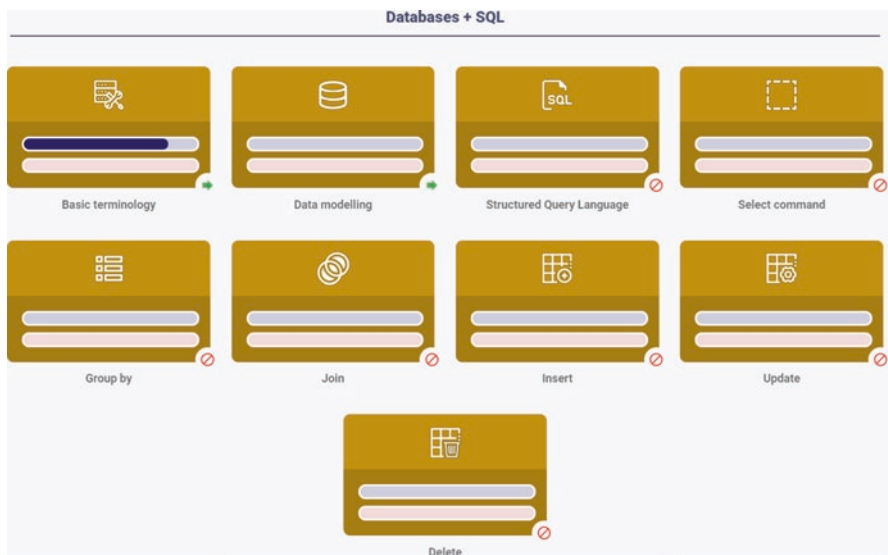 Databases + SQL
SQL
Basic terminology
Data modelling
Structured Query Language
Select command
Group by
Join
Insert
Update
Delete